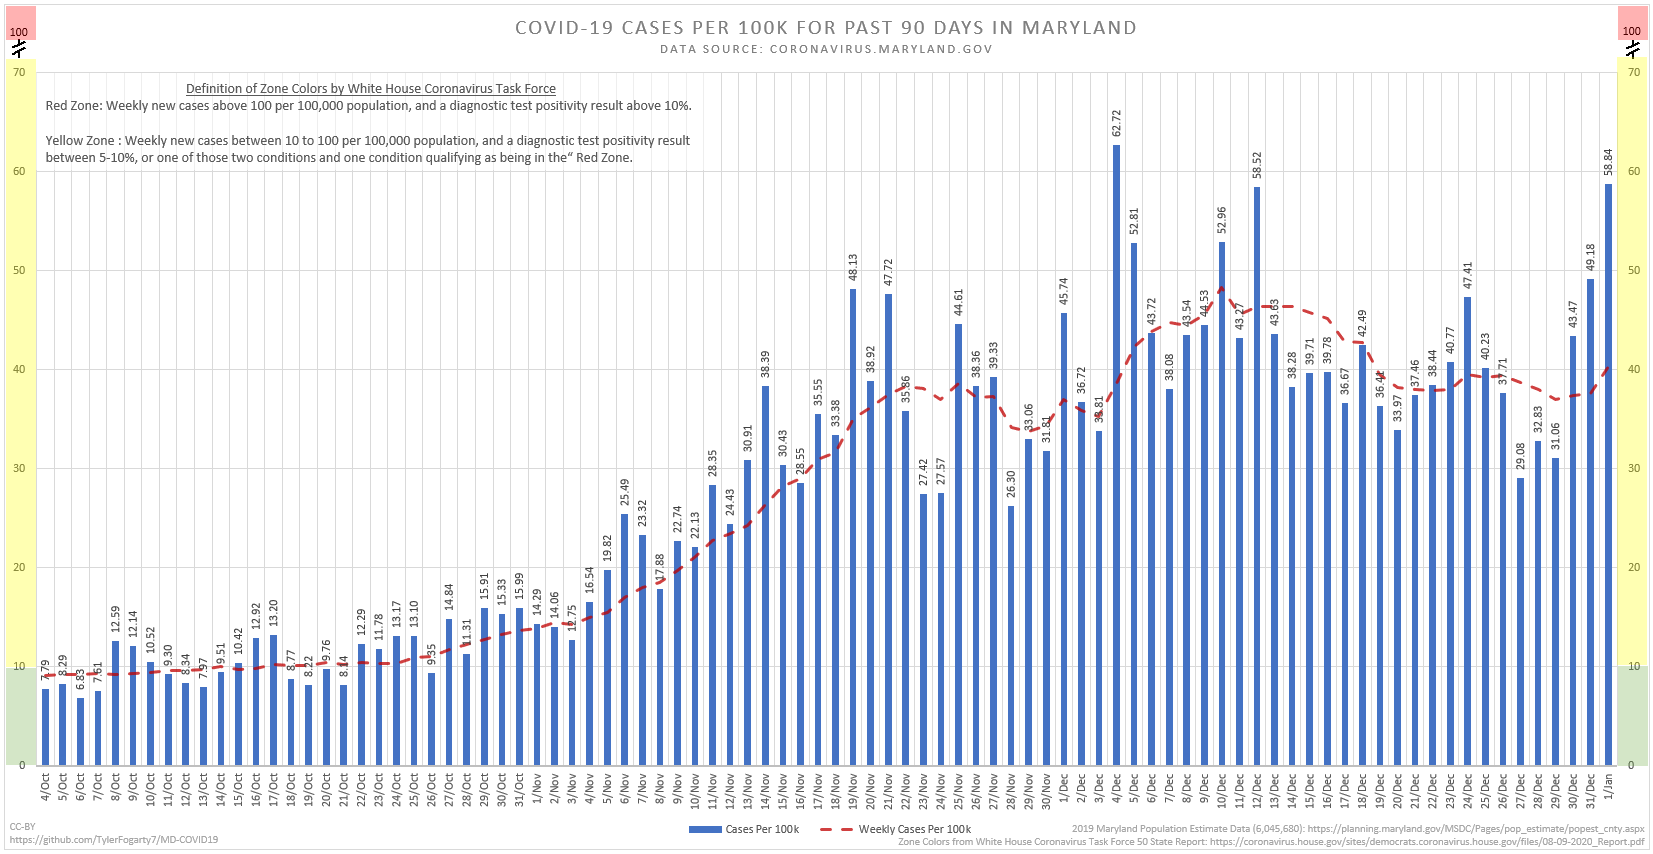 COVID-19 CASES PER 100K FOR PAST 90 DAYS IN MARYLAND
DATA SOURCE: CORONAVIRUS.MARYLAND.GOV
100
100
70
60
50
40
30
20
10
0
70
60
50
40
30
20
10
0
Definition of Zone Colors by White House Coronavirus Task Force
Red Zone: Weekly new cases above 100 per 100,000 population, and a diagnostic test positivity result above 10%.
Yellow Zone : Weekly new cases between 10 to 100 per 100,000 population, and a diagnostic test positivity result
between 5-10%, or one of those two conditions and one condition qualifying as being in the“ Red Zone.
7.79
8.29
6.83
7.61
12.59
12.14
10.52
9.30
8.34
7.97
9.51
10.42
12.92
13.20
8.77
8.22
9.76
8.14
12.29
11.78
13.17
13.10
9.35
14.84
11.31
15.91
15.33
15.99
14.29
14.06
12.75
16.54
19.82
25.49
23.32
17.88
22.74
22.13
28.35
24.43
30.91
38.39
30.43
28.55
35.55
33.38
48.13
38.92
47.72
35.86
27.42
27.57
44.61
38.36
39.33
26.30
33.06
31.81
45.74
36.72
33.81
62.72
52.81
43.72
38.08
43.54
44.53
52.96
43.27
58.52
43.63
38.28
39.71
39.78
36.67
42.49
36.41
33.97
37.46
38.44
40.77
47.41
40.23
37.71
29.08
32.83
31.06
43.47
49.18
58.84
4/Oct
5/Oct
6/Oct
7/Oct
8/Oct
9/Oct
10/Oct
11/Oct
12/Oct
13/Oct
14/Oct
15/Oct
16/Oct
17/Oct
18/Oct
19/Oct
20/Oct
21/Oct
22/Oct
23/Oct
24/Oct
25/Oct
26/Oct
27/Oct
28/Oct
29/Oct
30/Oct
31/Oct
1/Nov
2/Nov
3/Nov
4/Nov
5/Nov
6/Nov
7/Nov
8/Nov
9/Nov
10/Nov
11/Nov
12/Nov
13/Nov
14/Nov
15/Nov
16/Nov
17/Nov
18/Nov
19/Nov
20/Nov
21/Nov
22/Nov
23/Nov
24/Nov
25/Nov
26/Nov
27/Nov
28/Nov
29/Nov
30/Nov
1/Dec
2/Dec
3/Dec
4/Dec
5/Dec
6/Dec
7/Dec
8/Dec
9/Dec
10/Dec
11/Dec
12/Dec
13/Dec
14/Dec
15/Dec
16/Dec
17/Dec
18/Dec
19/Dec
20/Dec
21/Dec
22/Dec
23/Dec
24/Dec
25/Dec
26/Dec
27/Dec
28/Dec
29/Dec
30/Dec
31/Dec
1/Jan
CC-BY
https://github.com/TylerFogarty7/MD-COVID19
Cases Per 100k
Weekly Cases Per 100k
2019 Maryland Population Estimate Data (6,045,680): https://planning.maryland.gov/MSDC/Pages/pop_estimate/popest_cnty.aspx
Zone Colors from White House Coronavirus Task Force 50 State Report: https://coronavirus.house.gov/sites/democrats.coronavirus.house.gov/files/08-09-2020_Report.pdf